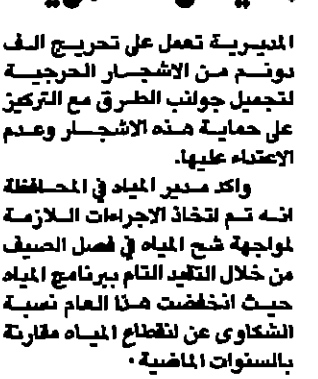 المديرية تعمل على تحريج الف
دونم من الاشجار الحرجية
لتجميل جوانب الطرق مع التركيز
على حماية هذه الاشجار وعدم
الاعتداء عليها.
واكد مدير المياه في المحافظة
انه تم اتخاذ الاجراءات اللازمة
لمواجهة شح المياه في فصل الصيف
من خلال التقيد التام ببرنامج المياه
حيث انخفضت هذا العام نسبة
الشكاوى عن انقطاع المياه مقارنة
بالسنوات الماضية.